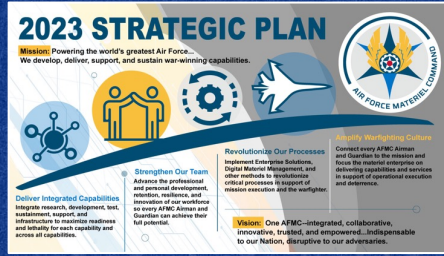 2023 STRATEGIC PLAN
Mission: Powering the world's greatest Air Force...
We develop, deliver, support, and sustain war-winning capabilities.
AIR FORCE MATERIEL COMMAND
Deliver Integrated Capabilities
Integrate research, development, test,
sustainment, support, and
infrastructure to maximize readiness
and lethality for each capability and
across all capabilities.
Strengthen Our Team
Advance the professional
and personal development,
retention, resilience, and
innovation of our workforce
so every AFMC Airman and
Guardian can achieve their
full potential.
Revolutionize Our Processes
Implement Enterprise Solutions,
Digital Materiel Management, and
other methods to revolutionize
critical processes in support of
mission execution and the warfighter.
Amplify Warfighting Culture
Connect every AFMC Airman
and Guardian to the mission and
focus the materiel enterprise on
delivering capabilities and services
in support of operational execution
and deterrence.
Vision: One AFMC--integrated, collaborative,
innovative, trusted, and empowered...Indispensable
to our Nation, disruptive to our adversaries.